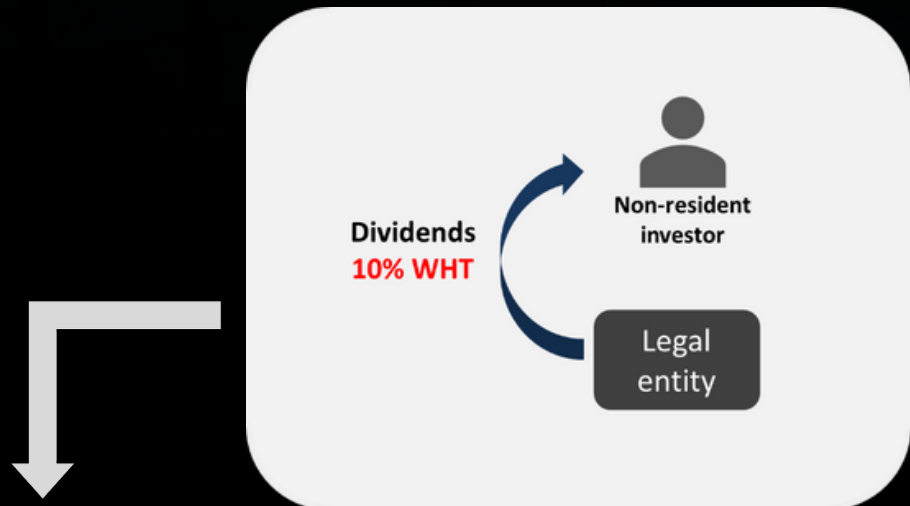 Dividends
10% WHT
Non-resident
investor
Legal
entity